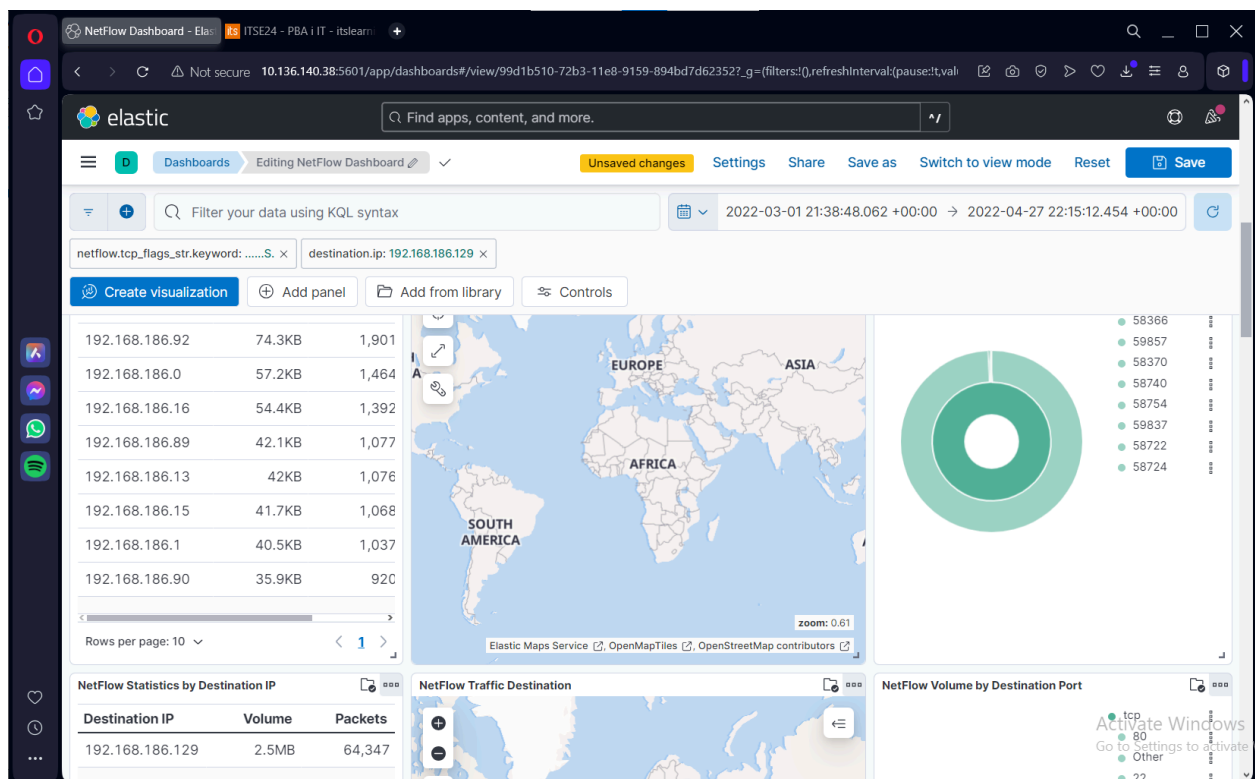 NetFlow Dashboard - Elas
its ITSE24 - PBA i IT - itslearni
Not secure 10.136.140.38:5601/app/dashboards#/view/99d1b510-72b3-11e8-9159-894bd7d62352?_g=(filters:!(),refreshInterval:(pause:!t,val
elastic
Find apps, content, and more.
^/
D
Dashboards
Editing NetFlow Dashboard
Unsaved changes
Settings
Share
Save as
Switch to view mode
Reset
Save
Filter your data using KQL syntax
2022-03-01 21:38:48.062 +00:00 → 2022-04-27 22:15:12.454 +00:00
netflow.tcp_flags_str.keyword: ......S. ×
destination.ip: 192.168.186.129 ×
Create visualization
Add panel
Add from library
Controls
192.168.186.92 74.3KB 1,901
192.168.186.0 57.2KB 1,464
192.168.186.16 54.4KB 1,392
192.168.186.89 42.1KB 1,077
192.168.186.13 42KB 1,076
192.168.186.15 41.7KB 1,068
192.168.186.1 40.5KB 1,037
192.168.186.90 35.9KB 920
Rows per page: 10
1
EUROPE
ASIA
AFRICA
SOUTH
AMERICA
zoom: 0.61
Elastic Maps Service, OpenMapTiles, OpenStreetMap contributors
58366
59857
58370
58740
58754
59837
58722
58724
NetFlow Statistics by Destination IP
Destination IP Volume Packets
192.168.186.129 2.5MB 64,347
NetFlow Traffic Destination
NetFlow Volume by Destination Port
tcp
80
Other
22
Activate Windows
Go to Settings to activate